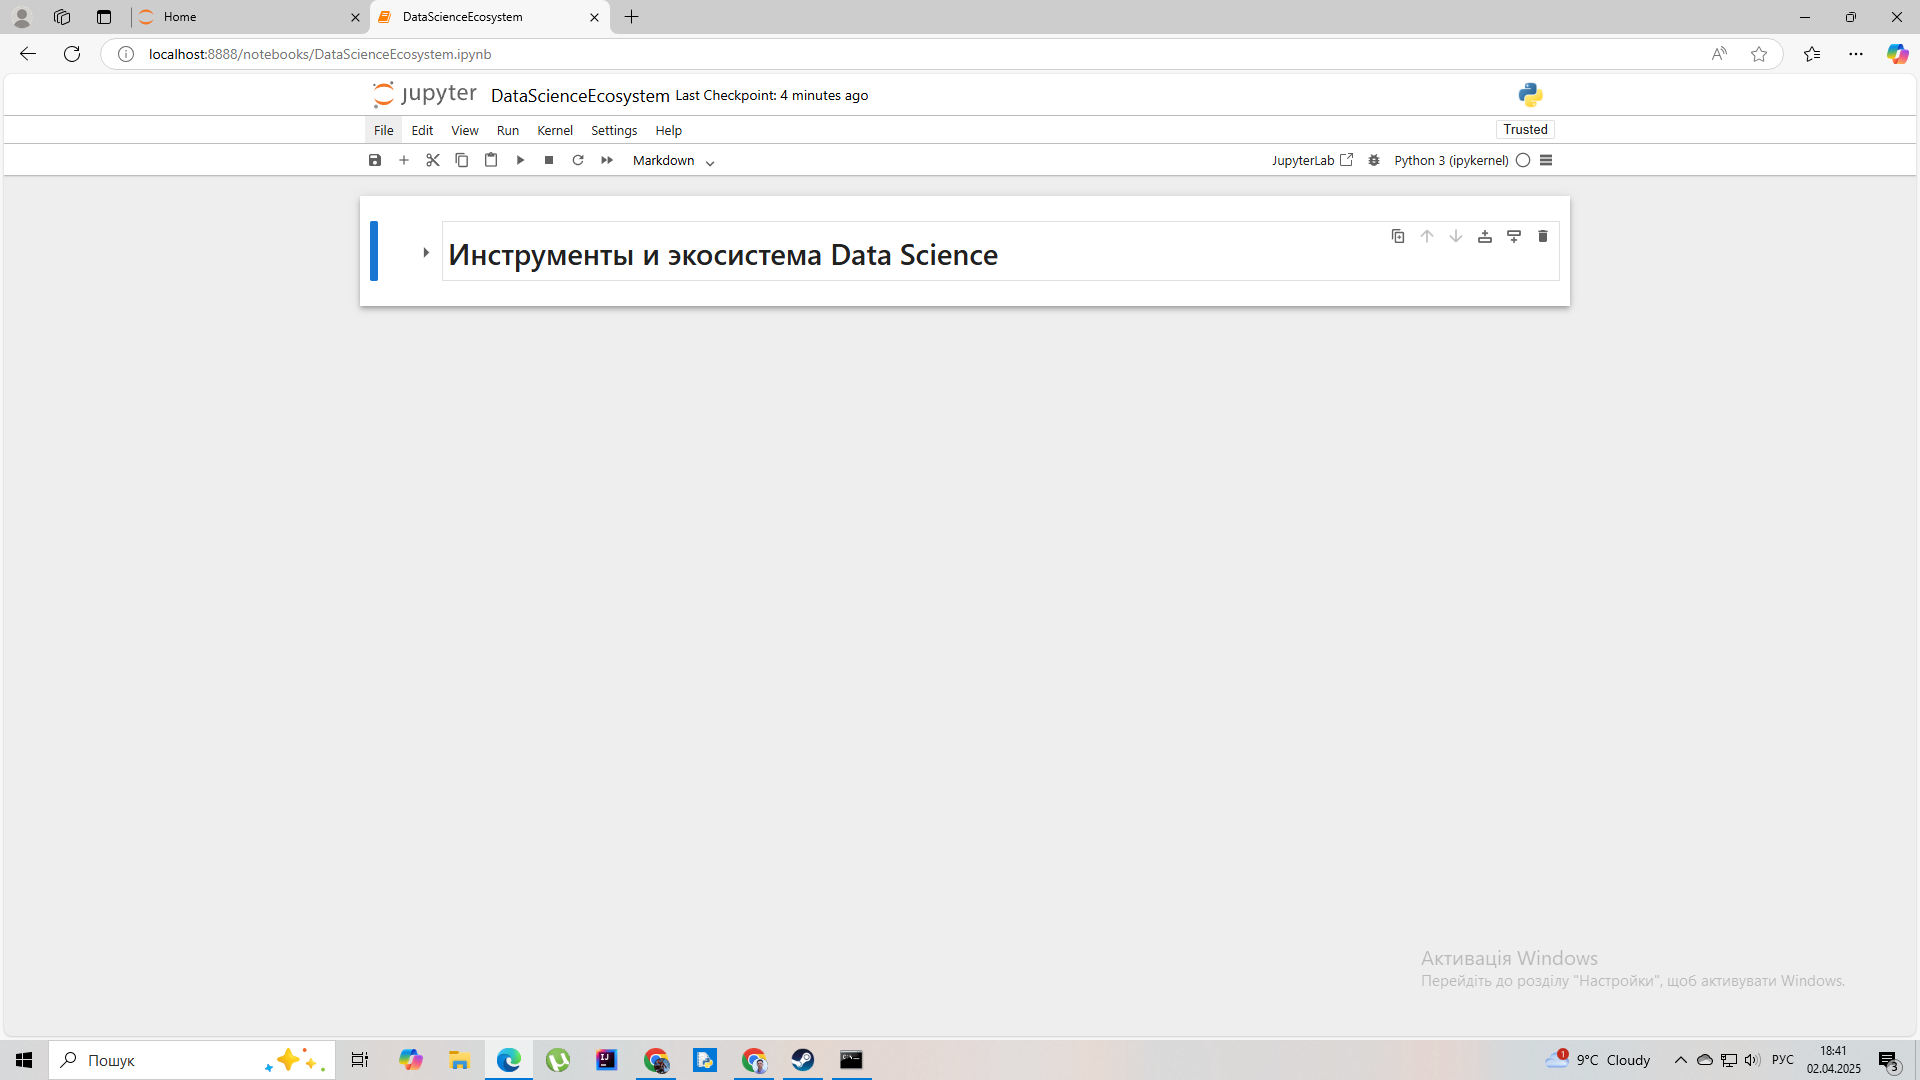 Home
DataScienceEcosystem
localhost:8888/notebooks/DataScienceEcosystem.ipynb
jupyter DataScienceEcosystem Last Checkpoint: 4 minutes ago
File Edit View Run Kernel Settings Help
Trusted
Markdown
JupyterLab
Python 3 (ipykernel)
Инструменты и экосистема Data Science
Активація Windows
Перейдіть до розділу "Настройки", щоб активувати Windows.
Пошук
1
9°C Cloudy
РУС
18:41
02.04.2025
3